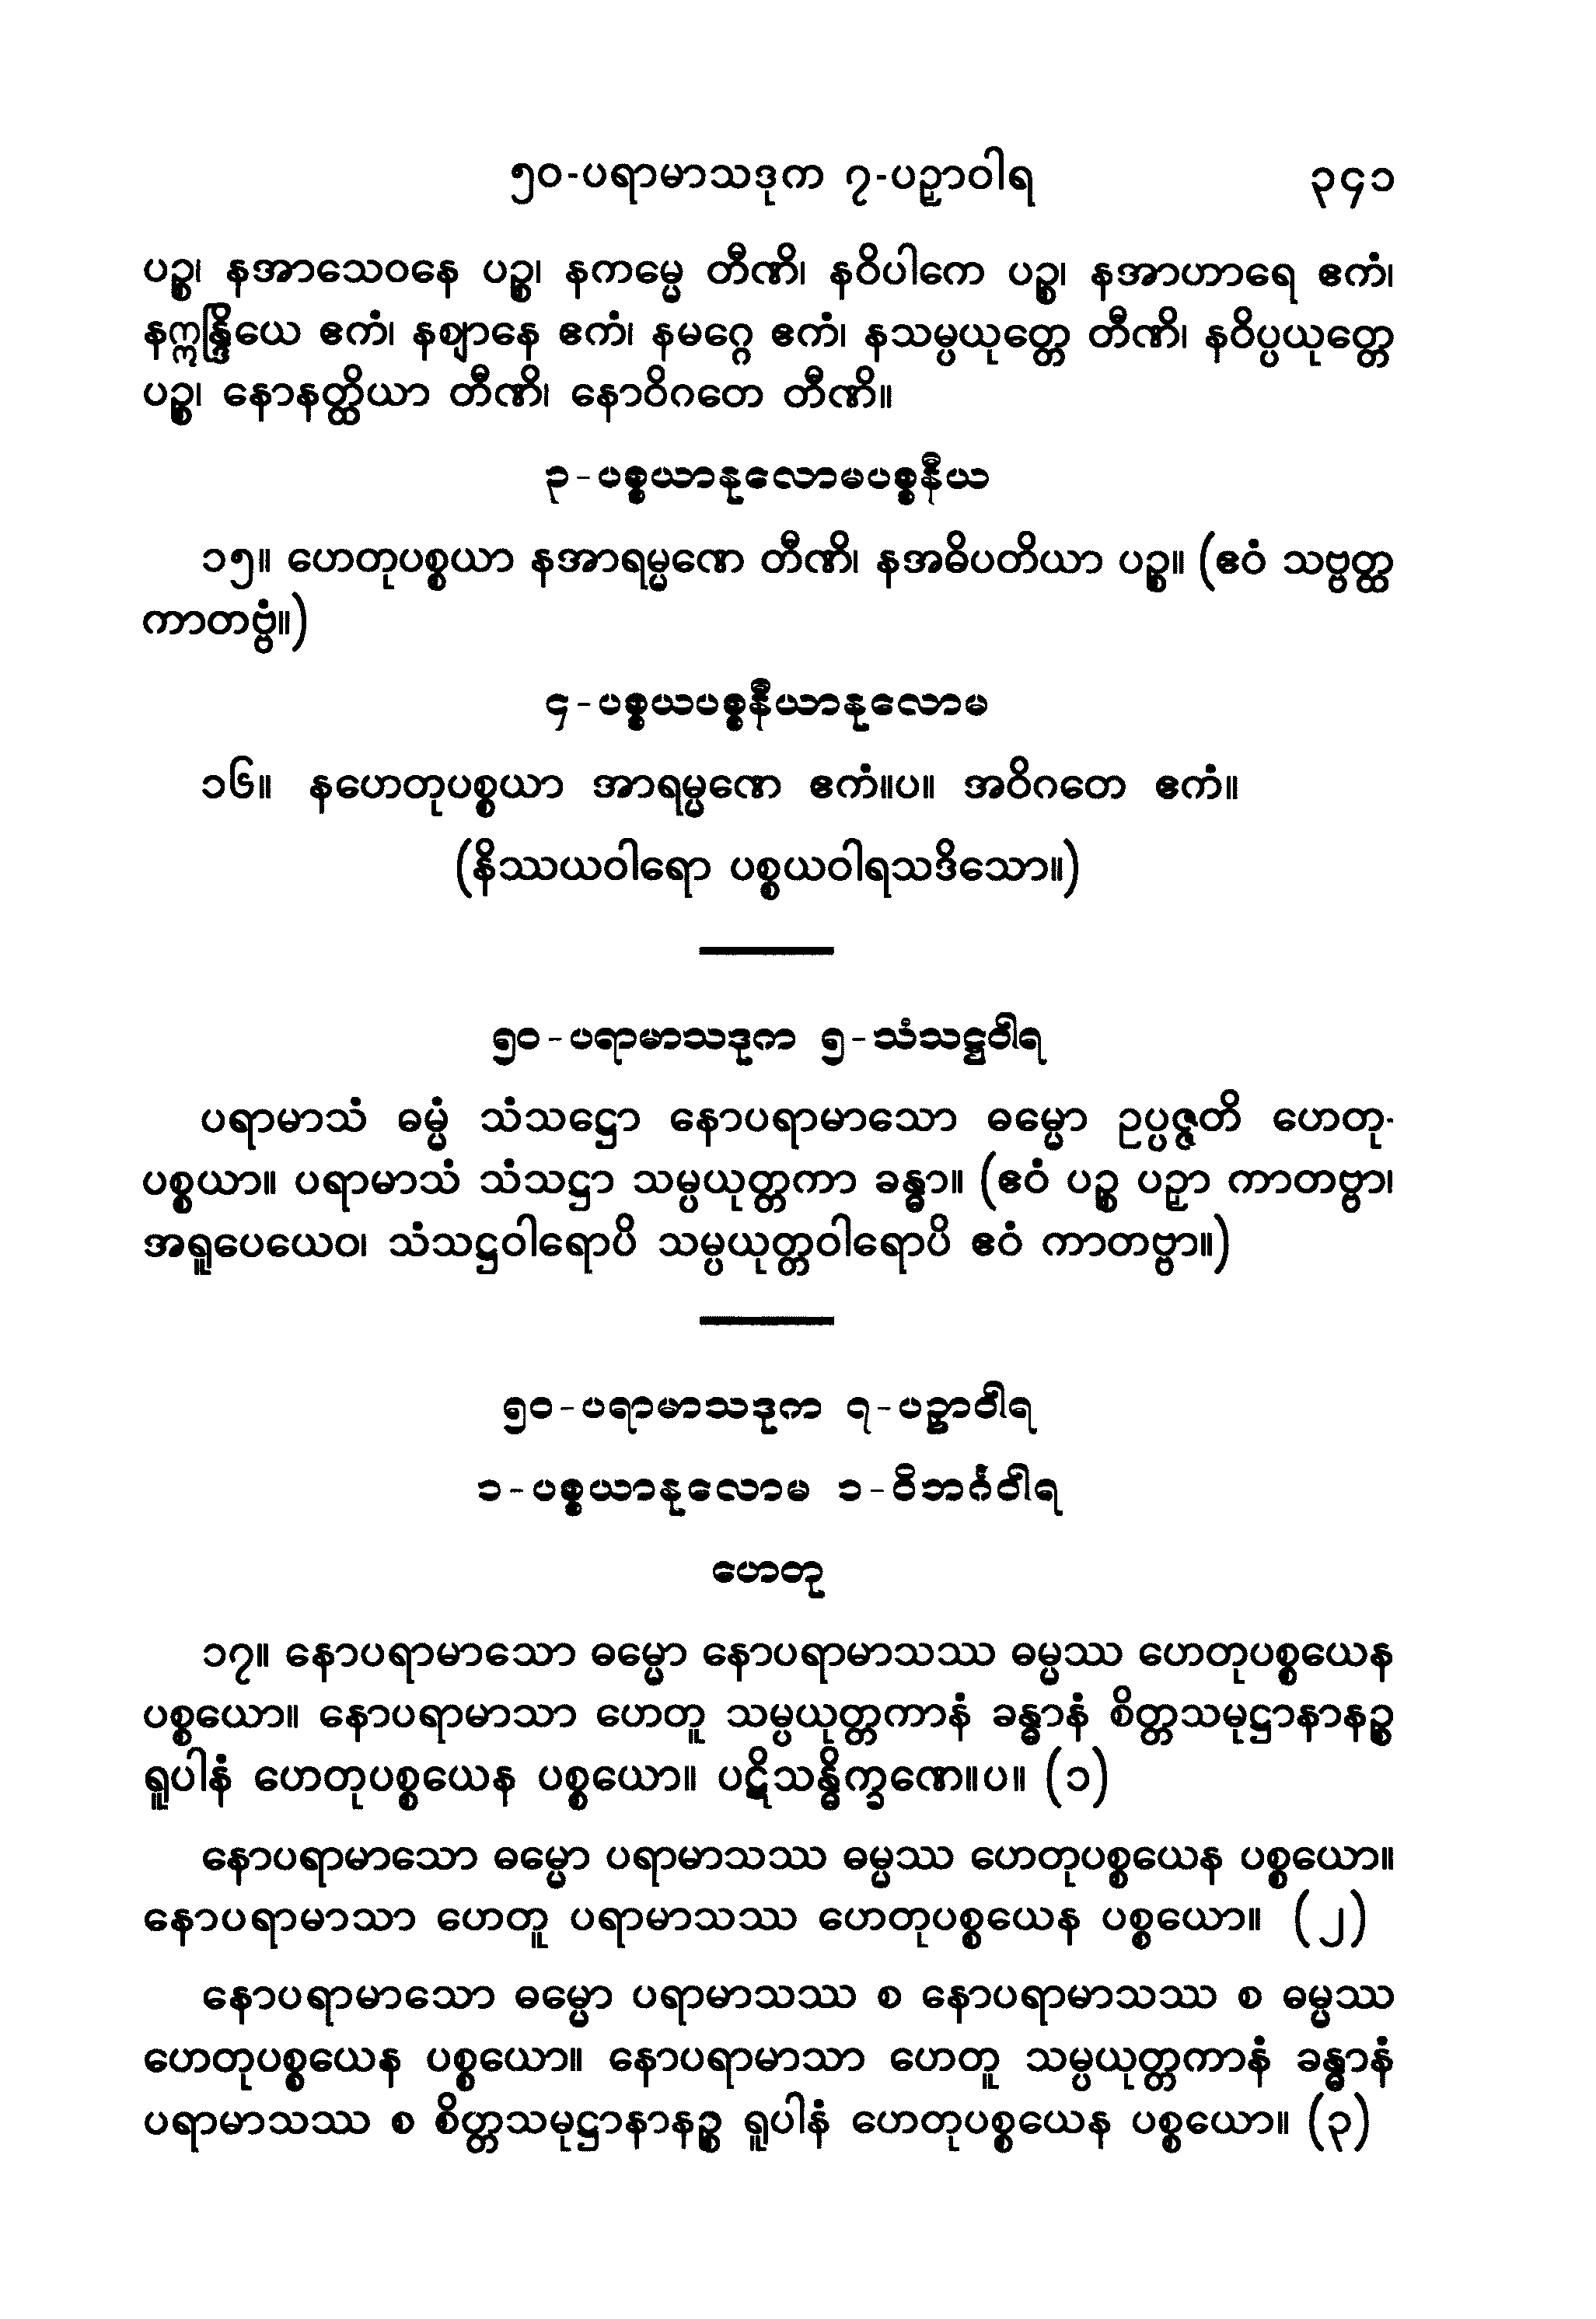 ၅၀-ပရာမာသဒုက ၇-ပဉှာဝါရ ၃၄၁
ပဉ္စ၊ နအာသေဝနေ ပဉ္စ၊ နကမ္မေ တီဏိ၊ နဝိပါကေ ပဉ္စ၊ နအာဟာရေ ဧကံ၊
နဣန္ဒြိယေ ဧကံ၊ နဈာနေ ဧကံ၊ နမဂ္ဂေ ဧကံ၊ နသမ္ပယုတ္တေ တီဏိ၊ နဝိပ္ပယုတ္တေ
ပဉ္စ၊ နောနတ္ထိယာ တီဏိ၊ နောဝိဂတေ တီဏိ။
၃-ပစ္စယာနုလောမပစ္စနီယ
၁၅။ ဟေတုပစ္စယာ နအာရမ္မဏေ တီဏိ၊ နအဓိပတိယာ ပဉ္စ။ (ဧဝံ သဗ္ဗတ္ထ
ကာတဗ္ဗံ။)
၄-ပစ္စယပစ္စနီယာနုလောမ
၁၆။ နဟေတုပစ္စယာ အာရမ္မဏေ ဧကံ။ပ။ အဝိဂတေ ဧကံ။
(နိဿယဝါရော ပစ္စယဝါရသဒိသော။)
၅၀-ပရာမာသဒုက ၅-သံသဋ္ဌဝါရ
ပရာမာသံ ဓမ္မံ သံသဋ္ဌော နောပရာမာသော ဓမ္မော ဥပ္ပဇ္ဇတိ ဟေတု-
ပစ္စယာ။ ပရာမာသံ သံသဋ္ဌာ သမ္ပယုတ္တကာ ခန္ဓာ။ (ဧဝံ ပဉ္စ ပဉှာ ကာတဗ္ဗာ၊
အရူပေယေဝ၊ သံသဋ္ဌဝါရောပိ သမ္ပယုတ္တဝါရောပိ ဧဝံ ကာတဗ္ဗာ။)
၅၀-ပရာမာသဒုက ၇-ပဉှာဝါရ
၁-ပစ္စယာနုလောမ ၁-ဝိဘင်္ဂဝါရ
ဟေတု
၁၇။ နောပရာမာသော ဓမ္မော နောပရာမာသဿ ဓမ္မဿ ဟေတုပစ္စယေန
ပစ္စယော။ နောပရာမာသာ ဟေတူ သမ္ပယုတ္တကာနံ ခန္ဓာနံ စိတ္တသမုဋ္ဌာနာနဉ္စ
ရူပါနံ ဟေတုပစ္စယေန ပစ္စယော။ ပဋိသန္ဓိက္ခဏေ။ပ။ (၁)
နောပရာမာသော ဓမ္မော ပရာမာသဿ ဓမ္မဿ ဟေတုပစ္စယေန ပစ္စယော။
နောပရာမာသာ ဟေတူ ပရာမာသဿ ဟေတုပစ္စယေန ပစ္စယော။ (၂)
နောပရာမာသော ဓမ္မော ပရာမာသဿ စ နောပရာမာသဿ စ ဓမ္မဿ
ဟေတုပစ္စယေန ပစ္စယော။ နောပရာမာသာ ဟေတူ သမ္ပယုတ္တကာနံ ခန္ဓာနံ
ပရာမာသဿ စ စိတ္တသမုဋ္ဌာနာနဉ္စ ရူပါနံ ဟေတုပစ္စယေန ပစ္စယော။ (၃)